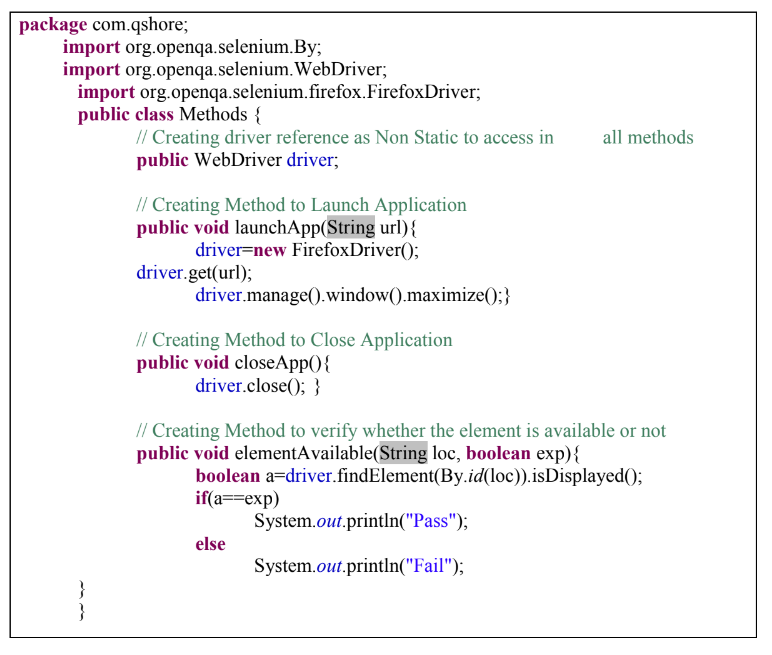 package com.qshore;
import org.openqa.selenium.By;
import org.openqa.selenium.WebDriver;
import org.openqa.selenium.firefox.FirefoxDriver;
public class Methods {
// Creating driver reference as Non Static to access in all methods
public WebDriver driver;
// Creating Method to Launch Application
public void launchApp(String url){
driver=new FirefoxDriver();
driver.get(url);
driver.manage().window().maximize();}
// Creating Method to Close Application
public void closeApp(){
driver.close(); }
// Creating Method to verify whether the element is available or not
public void elementAvailable(String loc, boolean exp){
boolean a=driver.findElement(By.id(loc)).isDisplayed();
if(a==exp)
System.out.println("Pass");
else
System.out.println("Fail");
}
}